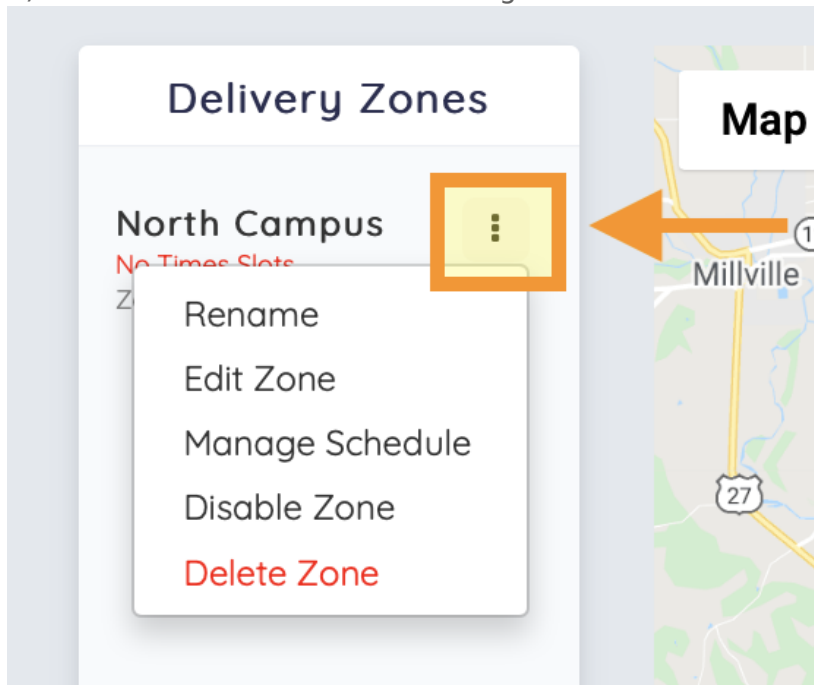 Delivery Zones
Map
North Campus
No Times Slots
Millville
Rename
Edit Zone
Manage Schedule
27
Disable Zone
Delete Zone